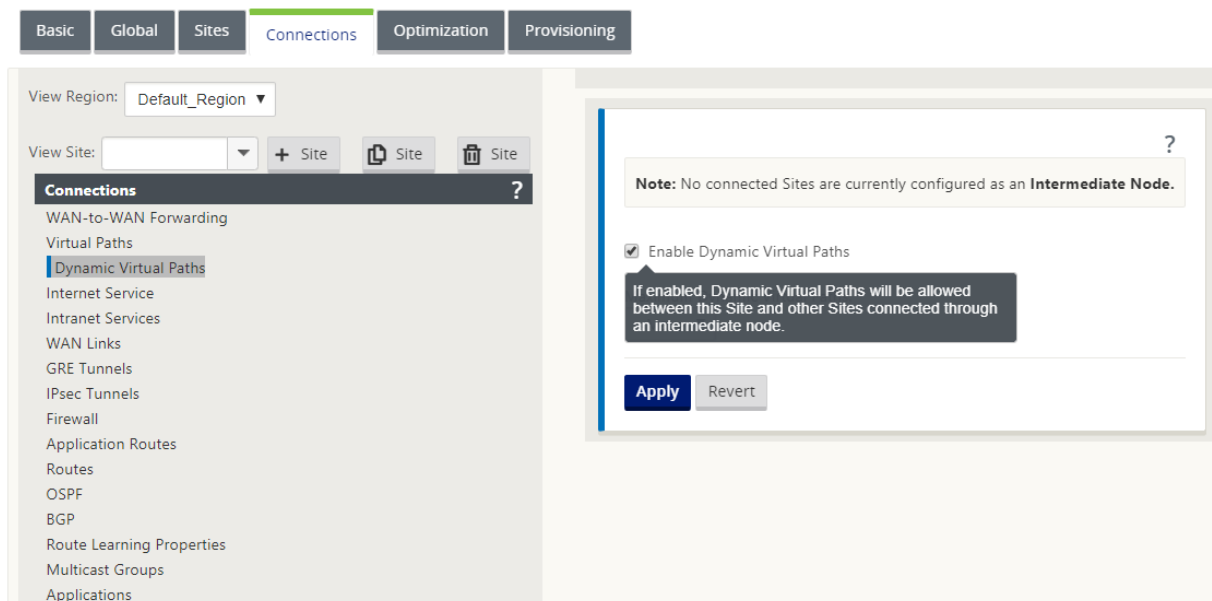 Basic Global Sites Connections Optimization Provisioning
View Region: Default_Region ▼
View Site: + Site Site Site
Connections ?
WAN-to-WAN Forwarding
Virtual Paths
Dynamic Virtual Paths
Internet Service
Intranet Services
WAN Links
GRE Tunnels
IPsec Tunnels
Firewall
Application Routes
Routes
OSPF
BGP
Route Learning Properties
Multicast Groups
Applications
?
Note: No connected Sites are currently configured as an Intermediate Node.
Enable Dynamic Virtual Paths
If enabled, Dynamic Virtual Paths will be allowed
between this Site and other Sites connected through
an intermediate node.
Apply Revert